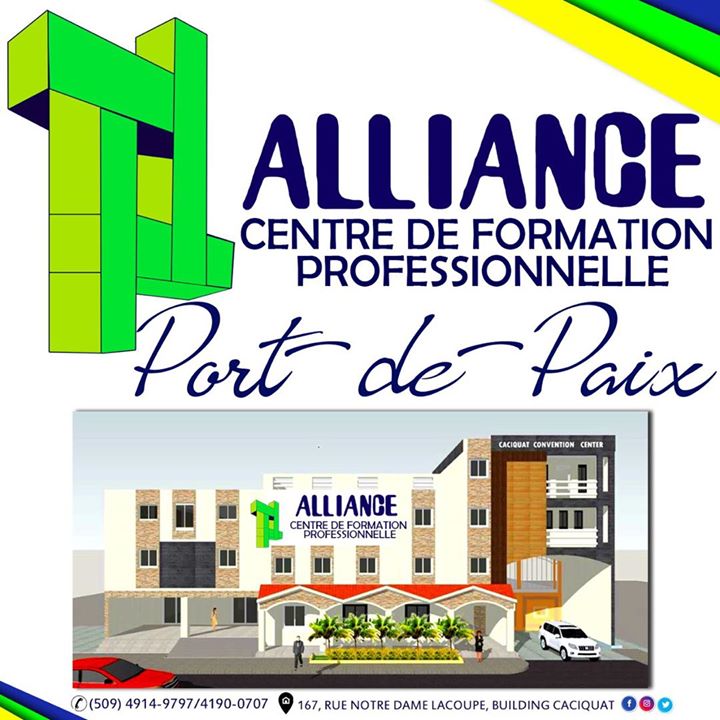 ALLIANCE
CENTRE DE FORMATION
PROFESSIONNELLE
Port-de-Paix
CACIQUAT CONVENTION CENTER
ALLIANCE
CENTRE DE FORMATION
PROFESSIONNELLE
(509) 4914-9797/4190-0707 167, RUE NOTRE DAME LACOUPE, BUILDING CACIQUAT